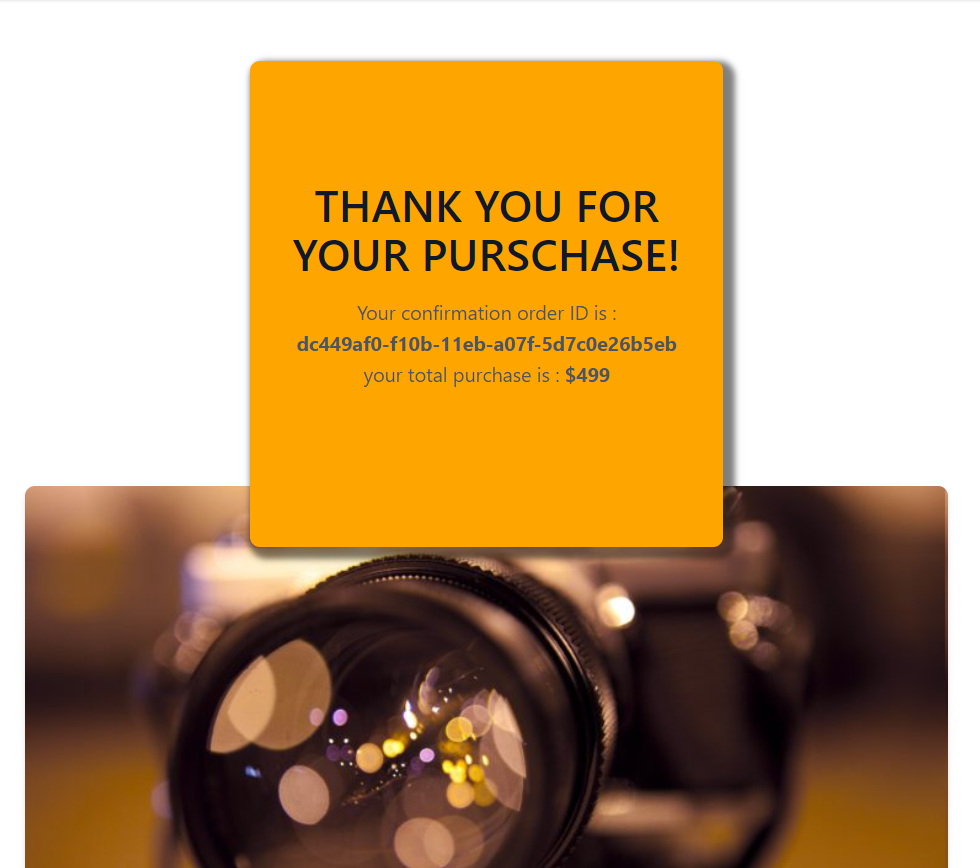 THANK YOU FOR
YOUR PURSCHASE!
Your confirmation order ID is :
dc449af0-f10b-11eb-a07f-5d7c0e26b5eb
your total purchase is : $499